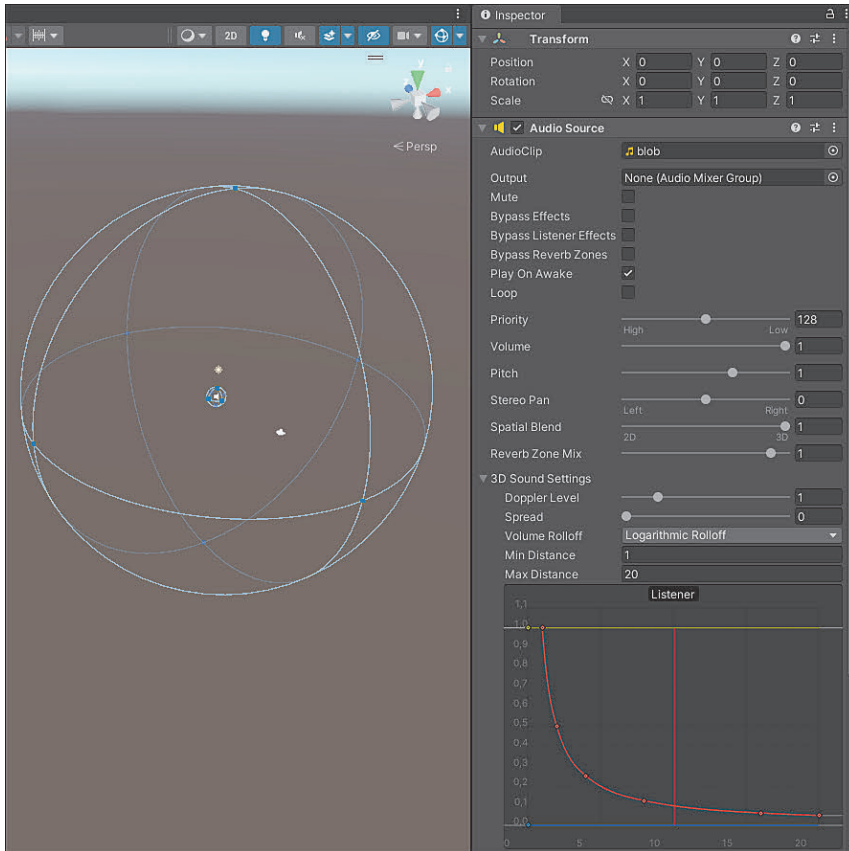 Inspector
2D
Transform
Position X 0 Y 0 Z 0
Rotation X 0 Y 0 Z 0
Scale X 1 Y 1 Z 1
y
z
x
Persp
Audio Source
AudioClip blob
Output None (Audio Mixer Group)
Mute
Bypass Effects
Bypass Listener Effects
Bypass Reverb Zones
Play On Awake
Loop
Priority 128
High Low
Volume 1
Pitch 1
Stereo Pan 0
Left Right
Spatial Blend 1
2D 3D
Reverb Zone Mix 1
3D Sound Settings
Doppler Level 1
Spread 0
Volume Rolloff Logarithmic Rolloff
Min Distance 1
Max Distance 20
Listener
1,1
1,0
0,9
0,8
0,7
0,6
0,5
0,4
0,3
0,2
0,1
0,0
0 5 10 15 20